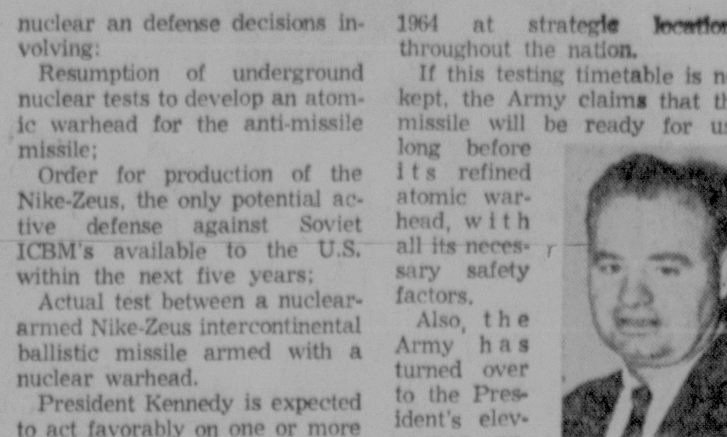 nuclear an defense decisions in-
volving:
Resumption of underground
nuclear tests to develop an atom-
ic warhead for the anti-missile
missile;
Order for production of the
Nike-Zeus, the only potential ac-
tive defense against Soviet
ICBM's available to the U.S.
within the next five years;
Actual test between a nuclear-
armed Nike-Zeus intercontinental
ballistic missile armed with a
nuclear warhead.
President Kennedy is expected
to act favorably on one or more
1964 at strategic location
throughout the nation.
If this testing timetable is n
kept, the Army claims that th
missile will be ready for us
long before
its refined
atomic war-
head, with
all its neces-
sary safety
factors.
Also, the
Army has
turned over
to the Pres-
ident's elev-